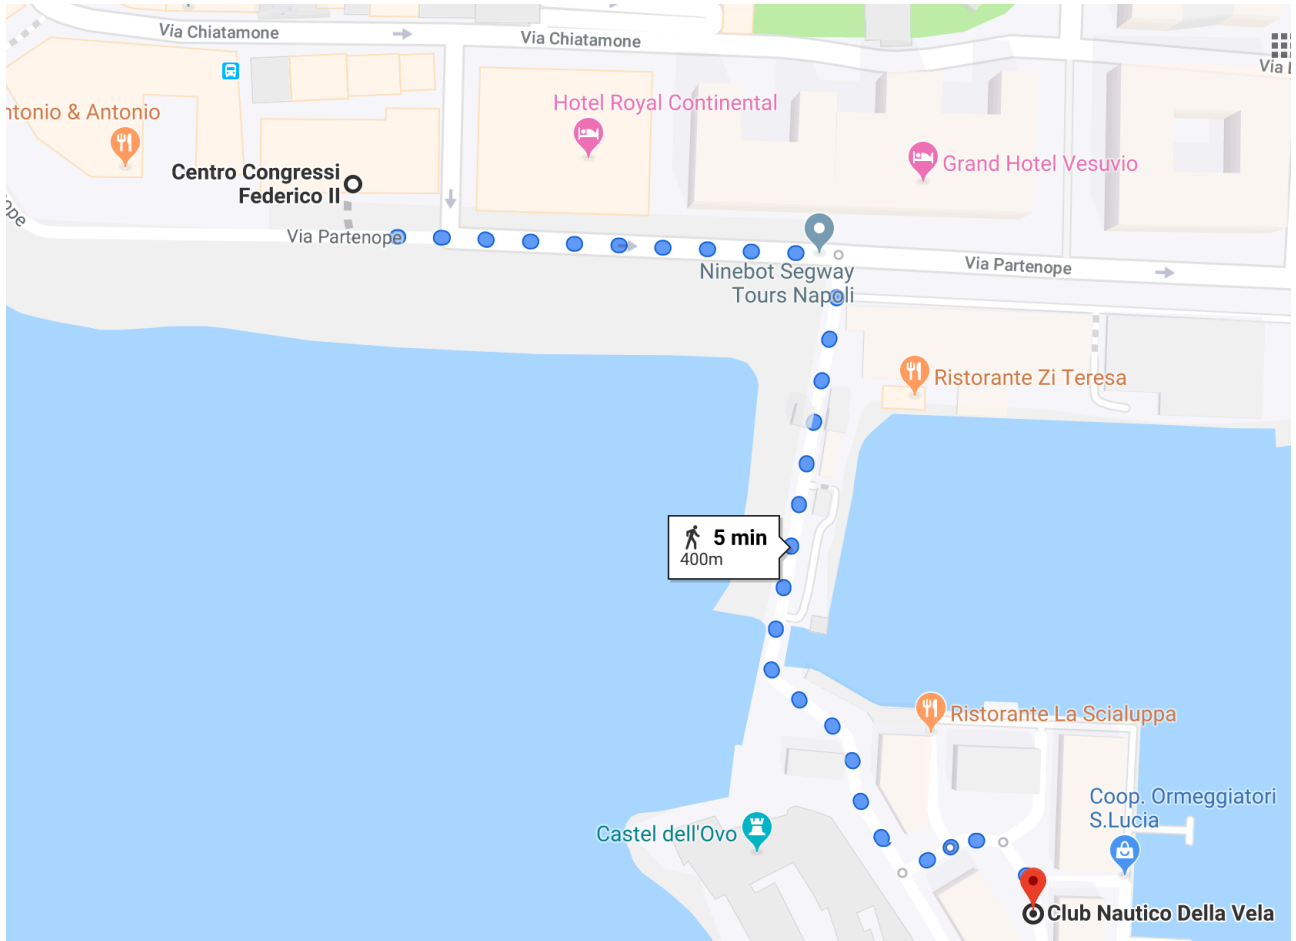 Via Chiatamone
Via Chiatamone
Hotel Royal Continental
ntonio & Antonio
Grand Hotel Vesuvio
Centro Congressi
Federico II
Via Partenope
Ninebot Segway
Tours Napoli
Via Partenope
Ristorante Zi Teresa
5 min
400m
Ristorante La Scialuppa
Coop. Ormeggiatori
S.Lucia
Castel dell'Ovo
Club Nautico Della Vela